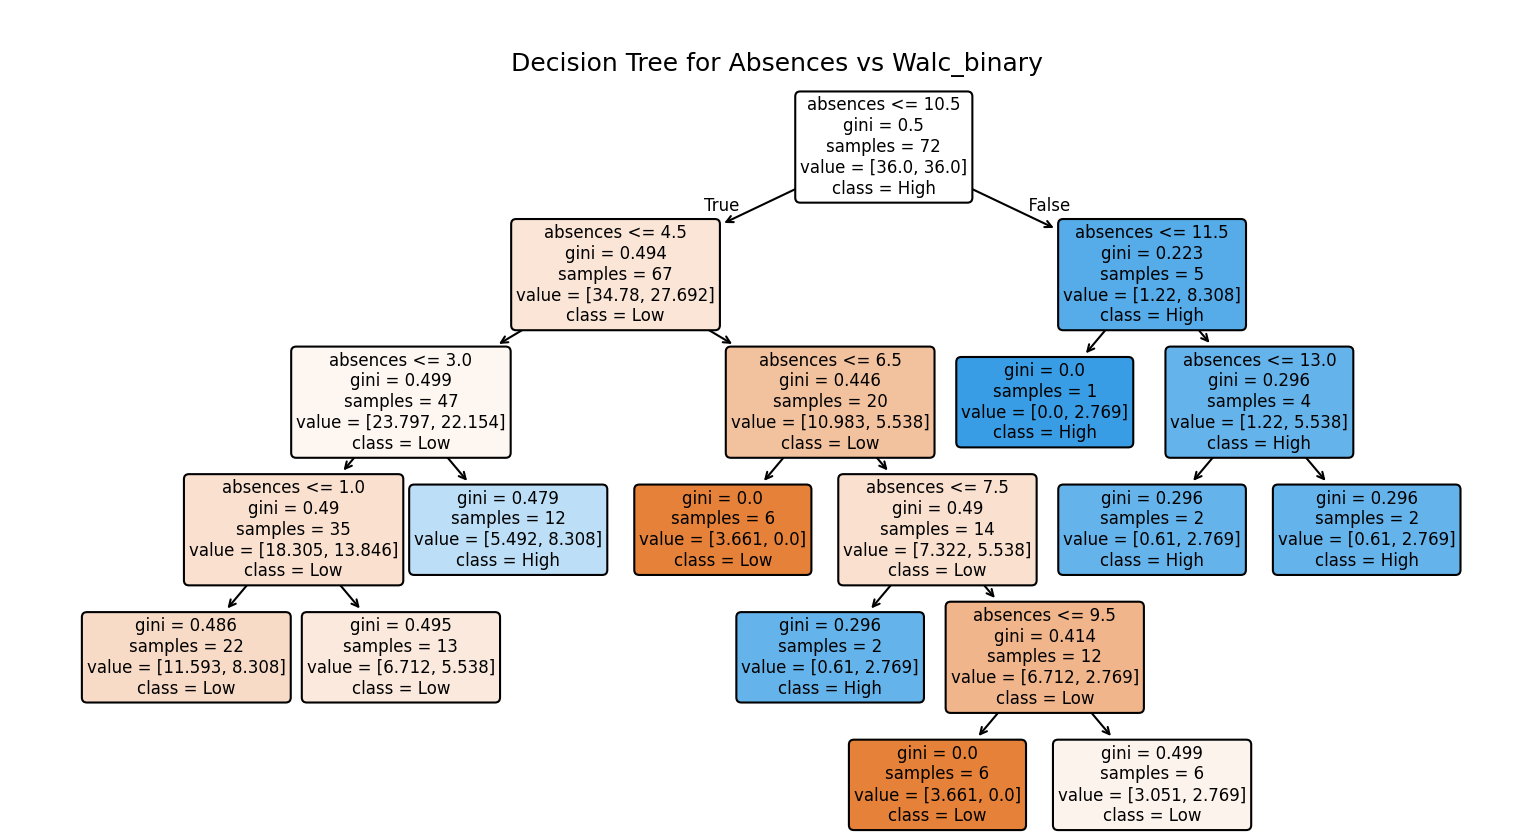 Decision Tree for Absences vs Walc_binary
absences <= 10.5
gini = 0.5
samples = 72
value = [36.0, 36.0]
class = High
True
False
absences <= 4.5
gini = 0.494
samples = 67
value = [34.78, 27.692]
class = Low
absences <= 11.5
gini = 0.223
samples = 5
value = [1.22, 8.308]
class = High
absences <= 3.0
gini = 0.499
samples = 47
value = [23.797, 22.154]
class = Low
absences <= 6.5
gini = 0.446
samples = 20
value = [10.983, 5.538]
class = Low
gini = 0.0
samples = 1
value = [0.0, 2.769]
class = High
absences <= 13.0
gini = 0.296
samples = 4
value = [1.22, 5.538]
class = High
absences <= 1.0
gini = 0.49
samples = 35
value = [18.305, 13.846]
class = Low
gini = 0.479
samples = 12
value = [5.492, 8.308]
class = High
gini = 0.0
samples = 6
value = [3.661, 0.0]
class = Low
absences <= 7.5
gini = 0.49
samples = 14
value = [7.322, 5.538]
class = Low
gini = 0.296
samples = 2
value = [0.61, 2.769]
class = High
gini = 0.296
samples = 2
value = [0.61, 2.769]
class = High
gini = 0.486
samples = 22
value = [11.593, 8.308]
class = Low
gini = 0.495
samples = 13
value = [6.712, 5.538]
class = Low
gini = 0.296
samples = 2
value = [0.61, 2.769]
class = High
absences <= 9.5
gini = 0.414
samples = 12
value = [6.712, 2.769]
class = Low
gini = 0.0
samples = 6
value = [3.661, 0.0]
class = Low
gini = 0.499
samples = 6
value = [3.051, 2.769]
class = Low